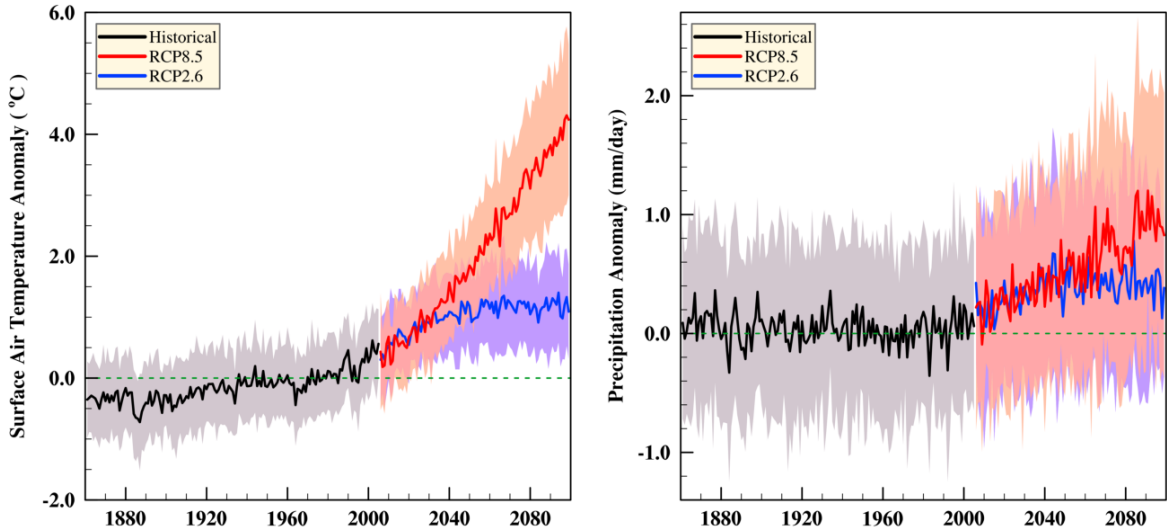 6.0
4.0
2.0
0.0
-2.0
Surface Air Temperature Anomaly ( °C )
Historical
RCP8.5
RCP2.6
1880 1920 1960 2000 2040 2080
2.0
1.0
0.0
-1.0
Precipitation Anomaly (mm/day)
Historical
RCP8.5
RCP2.6
1880 1920 1960 2000 2040 2080